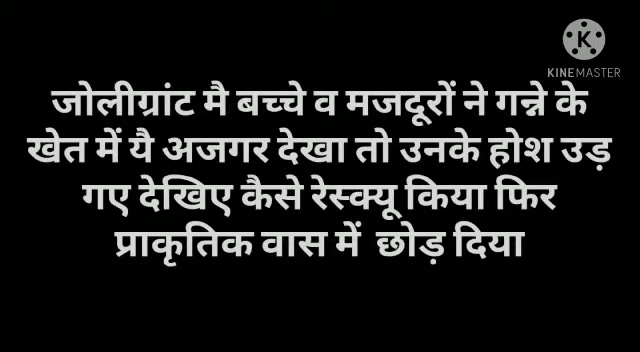 KINEMASTER
जोलीग्रांट मै बच्चे व मजदूरों ने गन्ने के
खेत में यै अजगर देखा तो उनके होश उड़
गए देखिए कैसे रेस्क्यू किया फिर
प्राकृतिक वास में छोड़ दिया